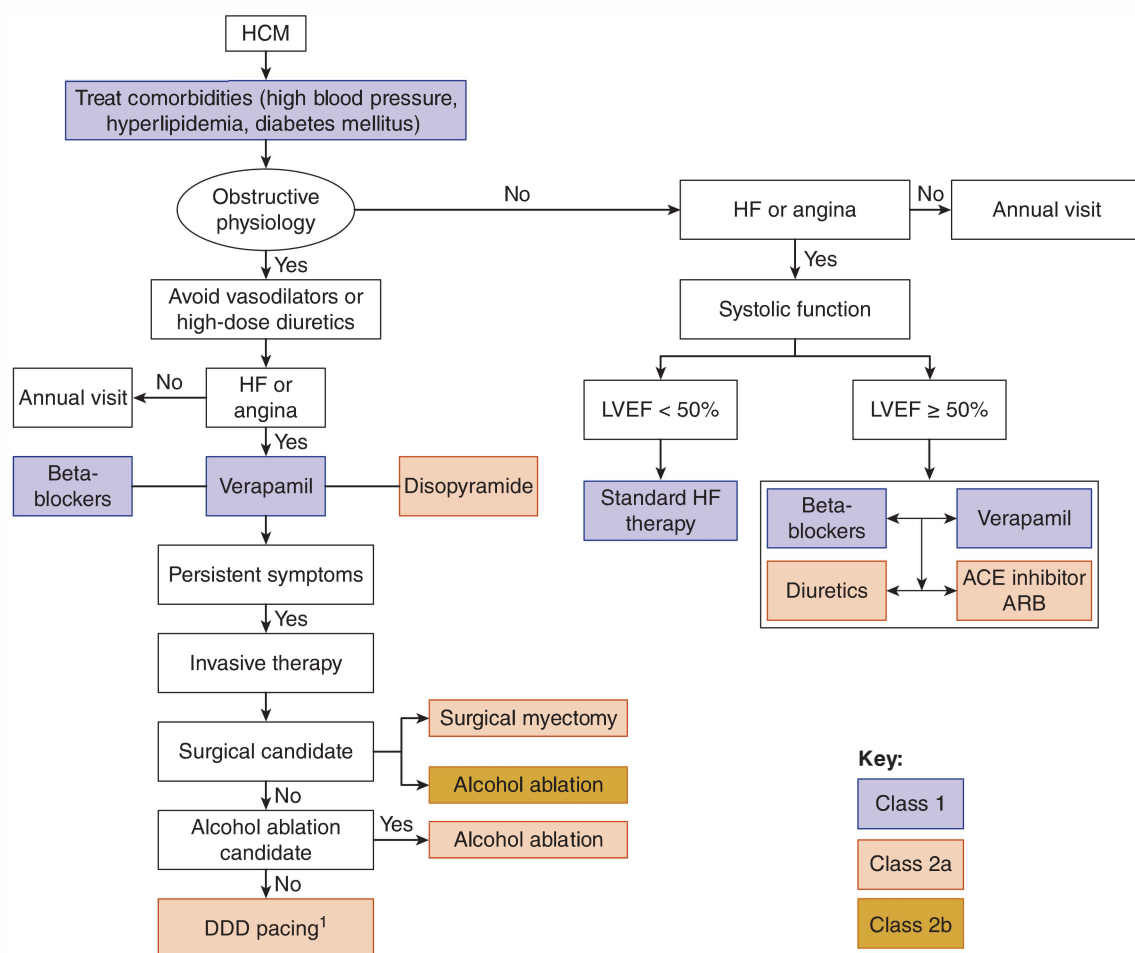 HCM
Treat comorbidities (high blood pressure,
hyperlipidemia, diabetes mellitus)
Obstructive
physiology
No
HF or angina
No
Annual visit
Yes
Yes
Avoid vasodilators or
high-dose diuretics
Systolic function
Annual visit
No
HF or
angina
LVEF < 50%
LVEF ≥ 50%
Yes
Beta-
blockers
Verapamil
Disopyramide
Standard HF
therapy
Beta-
blockers
Verapamil
Diuretics
ACE inhibitor
ARB
Persistent symptoms
Yes
Invasive therapy
Surgical candidate
Surgical myectomy
Alcohol ablation
No
Alcohol ablation
candidate
Yes
Alcohol ablation
No
DDD pacing¹
Key:
Class 1
Class 2a
Class 2b